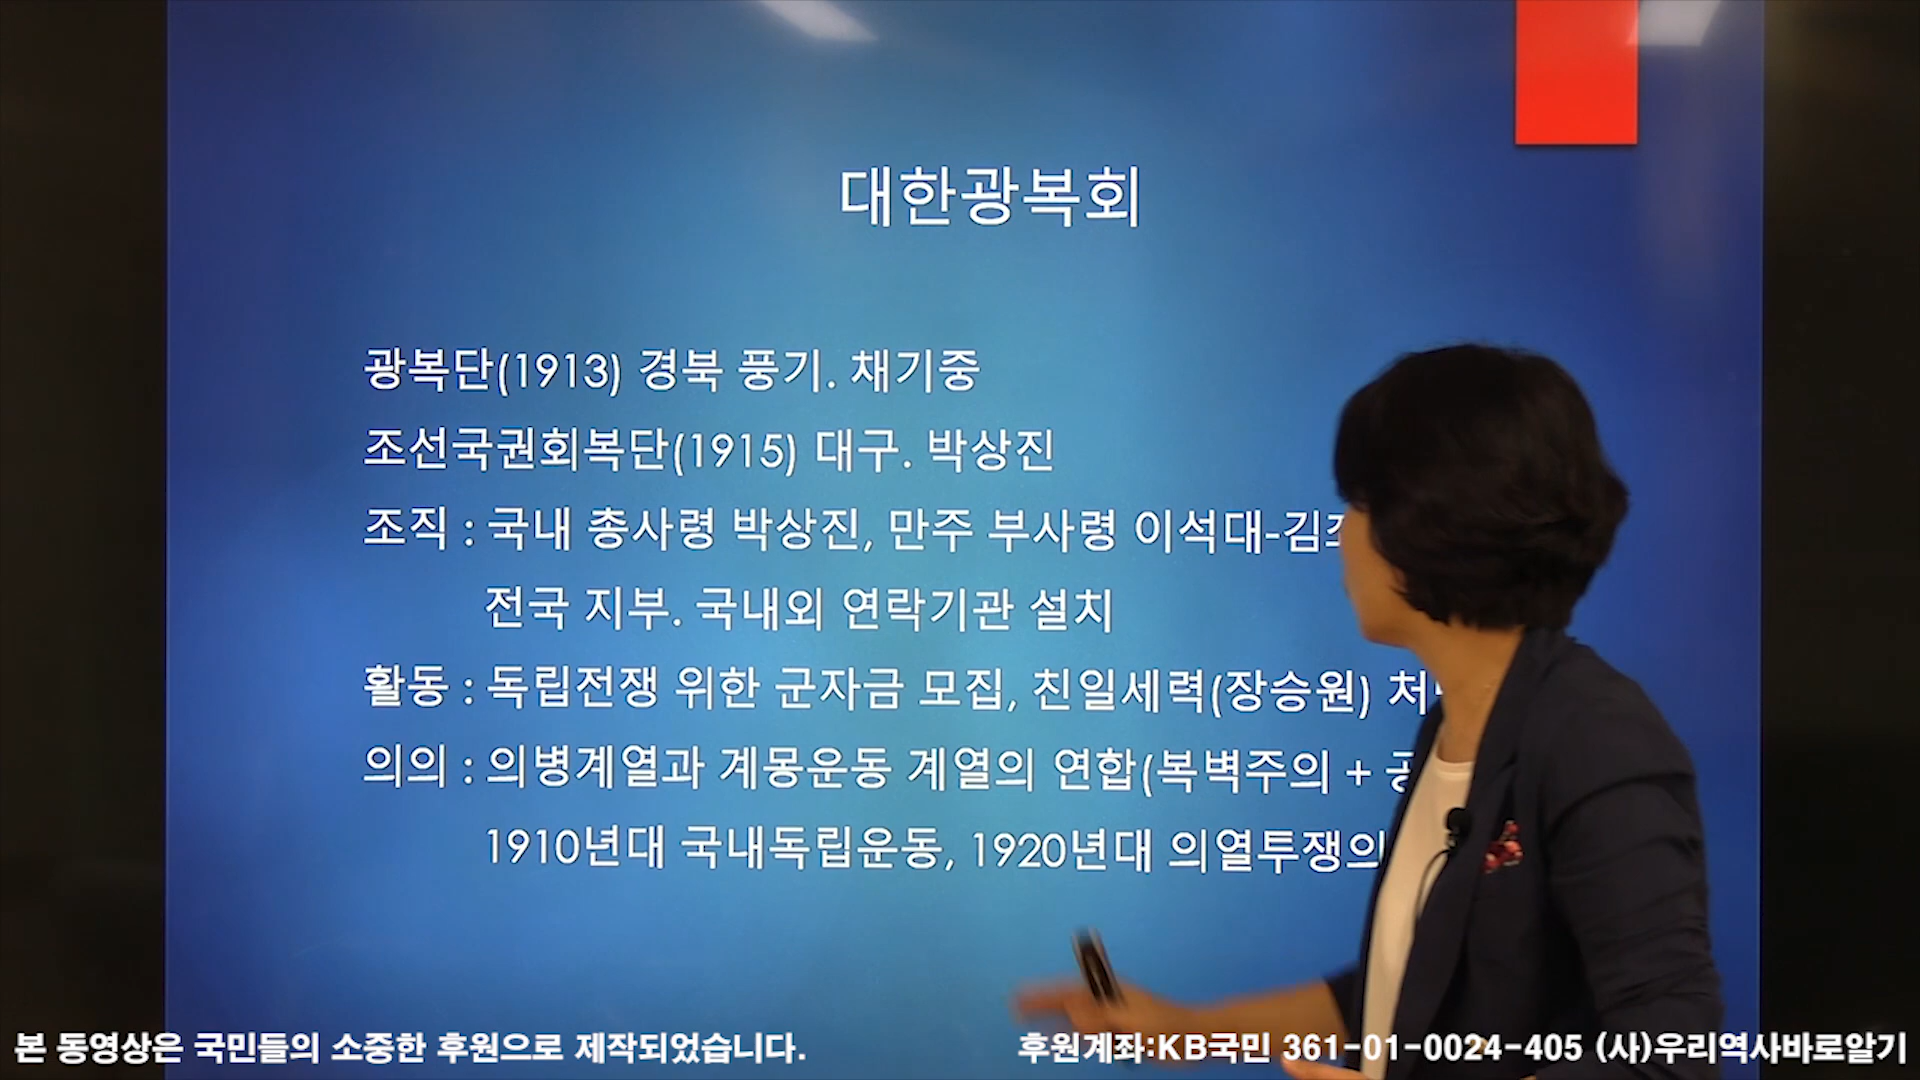 대한광복회
광복단(1913) 경북 풍기. 채기중
조선국권회복단(1915) 대구. 박상진
조직 : 국내 총사령 박상진, 만주 부사령 이석대-김
전국 지부. 국내외 연락기관 설치
활동 : 독립전쟁 위한 군자금 모집, 친일세력(장승원) 처
의의 : 의병계열과 계몽운동 계열의 연합(복벽주의 +
1910년대 국내독립운동, 1920년대 의열투쟁의
본 동영상은 국민들의 소중한 후원으로 제작되었습니다.
후원계좌:KB국민 361-01-0024-405 (사)우리역사바로알기